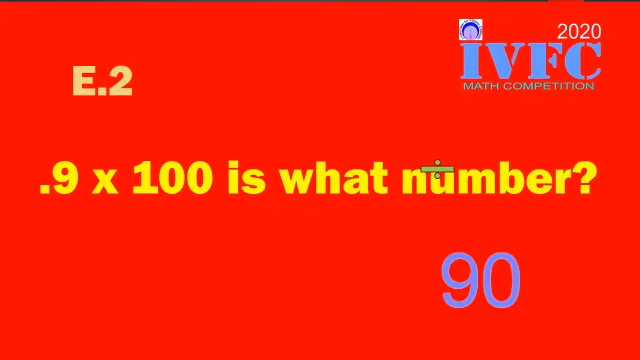 2020
IVFC
MATH COMPETITION
E.2
.9 x 100 is what number?
÷
90